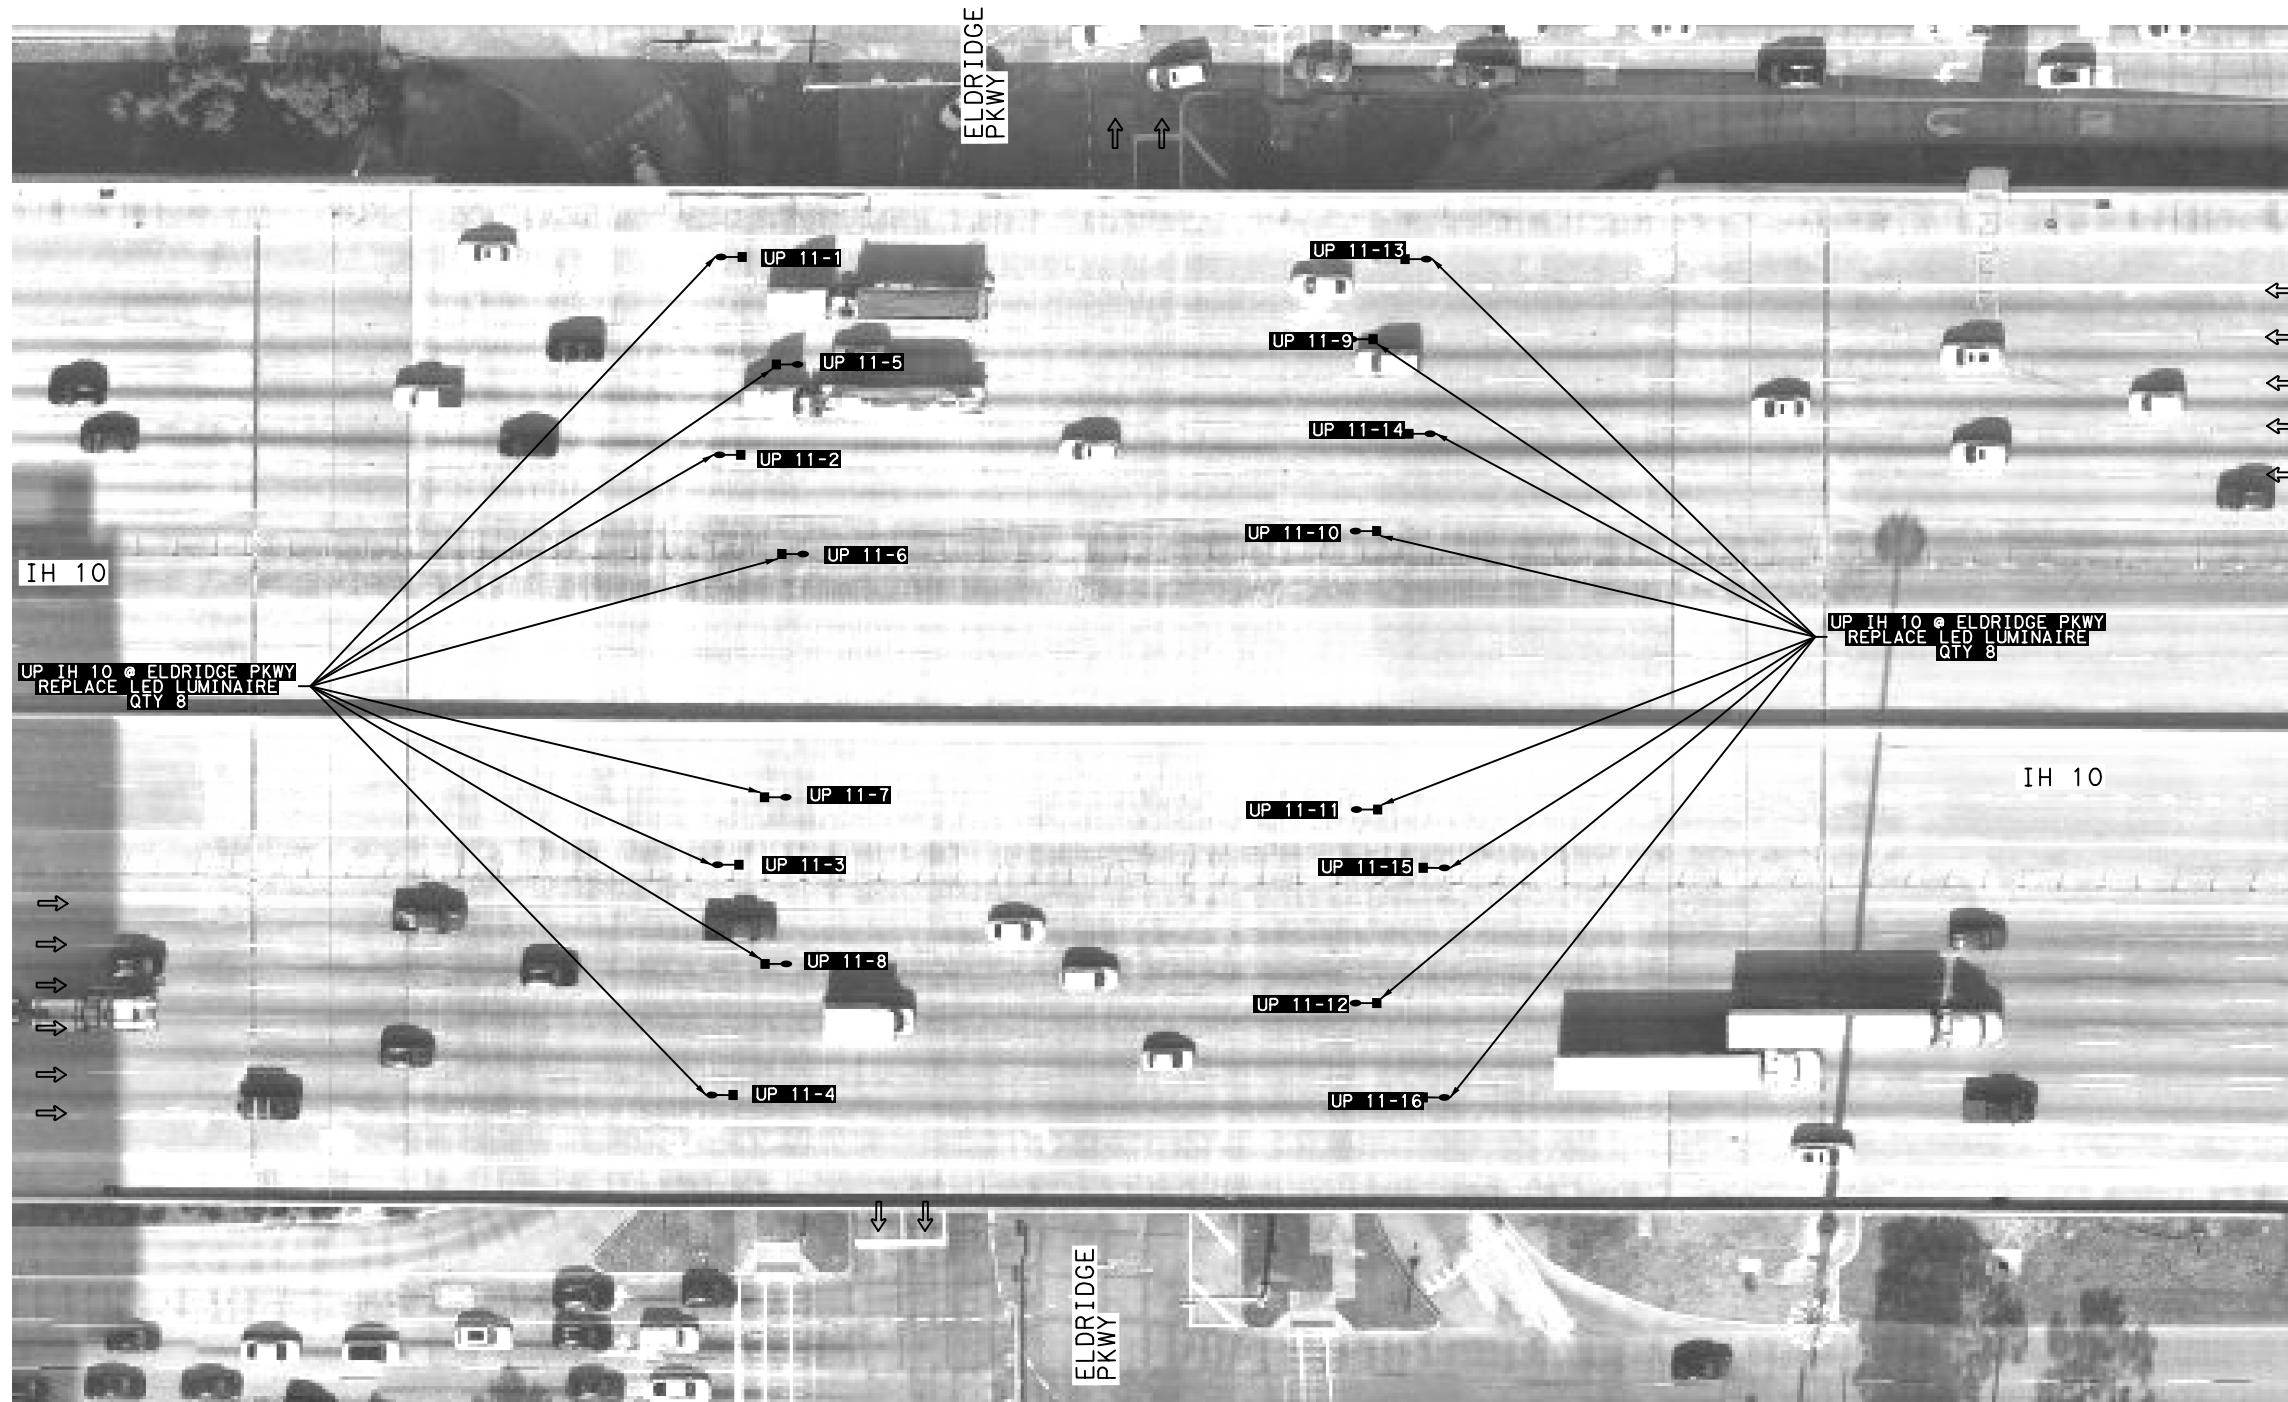 ELDRIDGE
PKWY
UP 11-1
UP 11-13
UP 11-5
UP 11-9
UP 11-2
UP 11-14
UP 11-6
UP 11-10
IH 10
UP IH 10 @ ELDRIDGE PKWY
REPLACE LED LUMINAIRE
QTY 8
UP IH 10 @ ELDRIDGE PKWY
REPLACE LED LUMINAIRE
QTY 8
IH 10
UP 11-7
UP 11-11
UP 11-3
UP 11-15
UP 11-8
UP 11-12
UP 11-4
UP 11-16
ELDRIDGE
PKWY